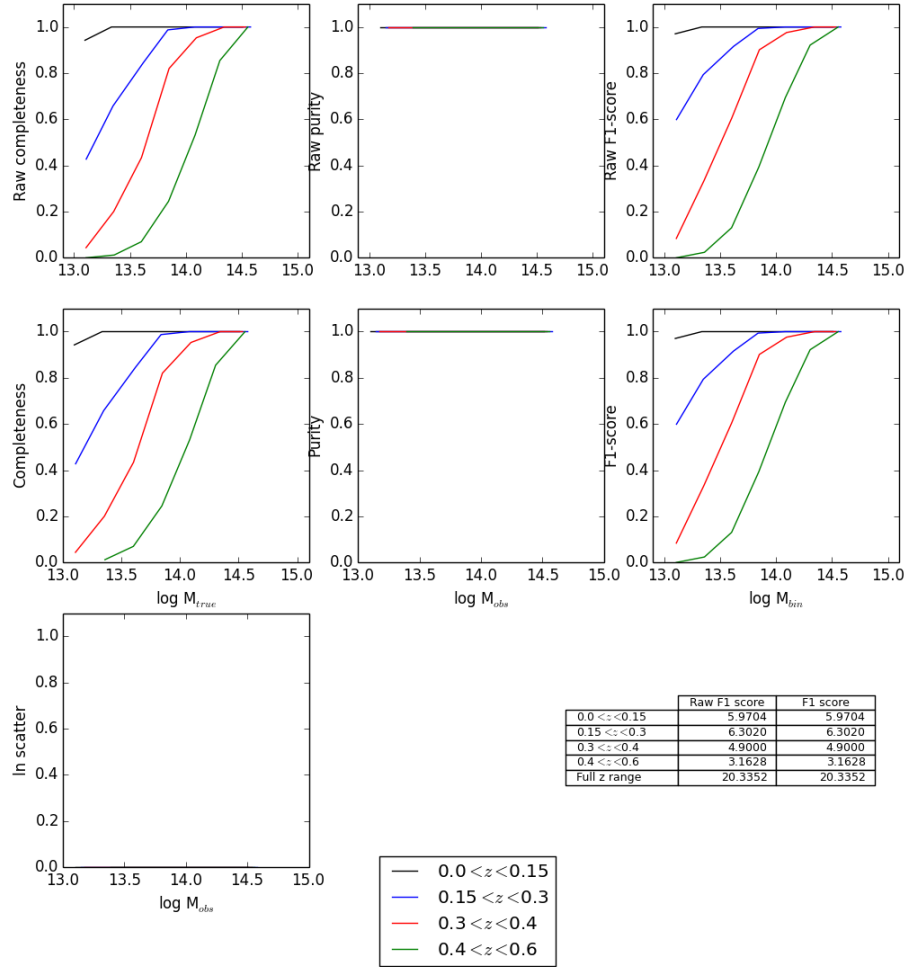 1.0
0.8
0.6
0.4
0.2
0.0
Raw completeness
13.0 13.5 14.0 14.5 15.0
1.0
0.8
0.6
0.4
0.2
0.0
Raw purity
13.0 13.5 14.0 14.5 15.0
1.0
0.8
0.6
0.4
0.2
0.0
Raw F1-score
13.0 13.5 14.0 14.5 15.0
1.0
0.8
0.6
0.4
0.2
0.0
Completeness
13.0 13.5 14.0 14.5 15.0
log M_true
1.0
0.8
0.6
0.4
0.2
0.0
Purity
13.0 13.5 14.0 14.5 15.0
log M_obs
1.0
0.8
0.6
0.4
0.2
0.0
F1-score
13.0 13.5 14.0 14.5 15.0
log M_bin
1.0
0.8
0.6
0.4
0.2
0.0
ln scatter
13.0 13.5 14.0 14.5 15.0
log M_obs
Raw F1 score F1 score
0.0 <z<0.15 5.9704 5.9704
0.15 <z<0.3 6.3020 6.3020
0.3 <z<0.4 4.9000 4.9000
0.4 <z<0.6 3.1628 3.1628
Full z range 20.3352 20.3352
0.0 <z<0.15
0.15 <z<0.3
0.3 <z<0.4
0.4 <z<0.6